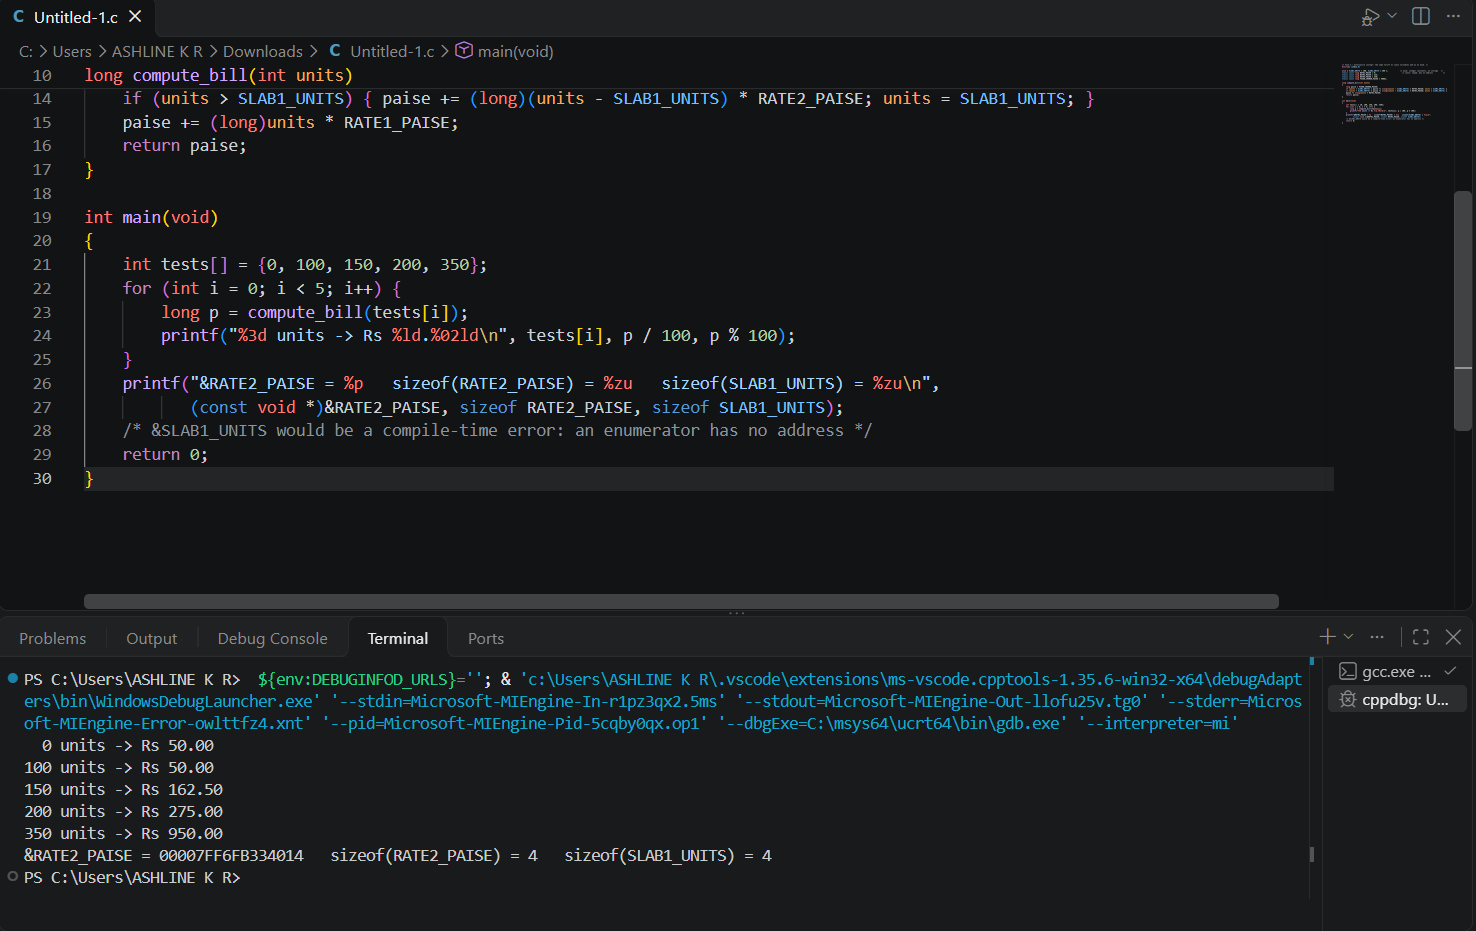 C Untitled-1.c
C: > Users > ASHLINE K R > Downloads > C Untitled-1.c > main(void)
10 long compute_bill(int units)
14 if (units > SLAB1_UNITS) { paise += (long)(units - SLAB1_UNITS) * RATE2_PAISE; units = SLAB1_UNITS; }
15 paise += (long)units * RATE1_PAISE;
16 return paise;
17 }
18
19 int main(void)
20 {
21 int tests[] = {0, 100, 150, 200, 350};
22 for (int i = 0; i < 5; i++) {
23 long p = compute_bill(tests[i]);
24 printf("%3d units -> Rs %ld.%02ld\n", tests[i], p / 100, p % 100);
25 }
26 printf("&RATE2_PAISE = %p   sizeof(RATE2_PAISE) = %zu   sizeof(SLAB1_UNITS) = %zu\n",
27 (const void *)&RATE2_PAISE, sizeof RATE2_PAISE, sizeof SLAB1_UNITS);
28 /* &SLAB1_UNITS would be a compile-time error: an enumerator has no address */
29 return 0;
30 }
Problems Output Debug Console Terminal Ports
PS C:\Users\ASHLINE K R>  ${env:DEBUGINFOD_URLS}=''; & 'c:\Users\ASHLINE K R\.vscode\extensions\ms-vscode.cpptools-1.35.6-win32-x64\debugAdapt
ers\bin\WindowsDebugLauncher.exe' '--stdin=Microsoft-MIEngine-In-r1pz3qx2.5ms' '--stdout=Microsoft-MIEngine-Out-llofu25v.tg0' '--stderr=Micros
oft-MIEngine-Error-owlttfz4.xnt' '--pid=Microsoft-MIEngine-Pid-5cqby0qx.op1' '--dbgExe=C:\msys64\ucrt64\bin\gdb.exe' '--interpreter=mi'
0 units -> Rs 50.00
100 units -> Rs 50.00
150 units -> Rs 162.50
200 units -> Rs 275.00
350 units -> Rs 950.00
&RATE2_PAISE = 00007FF6FB334014   sizeof(RATE2_PAISE) = 4   sizeof(SLAB1_UNITS) = 4
PS C:\Users\ASHLINE K R>
gcc.exe ...
cppdbg: U...